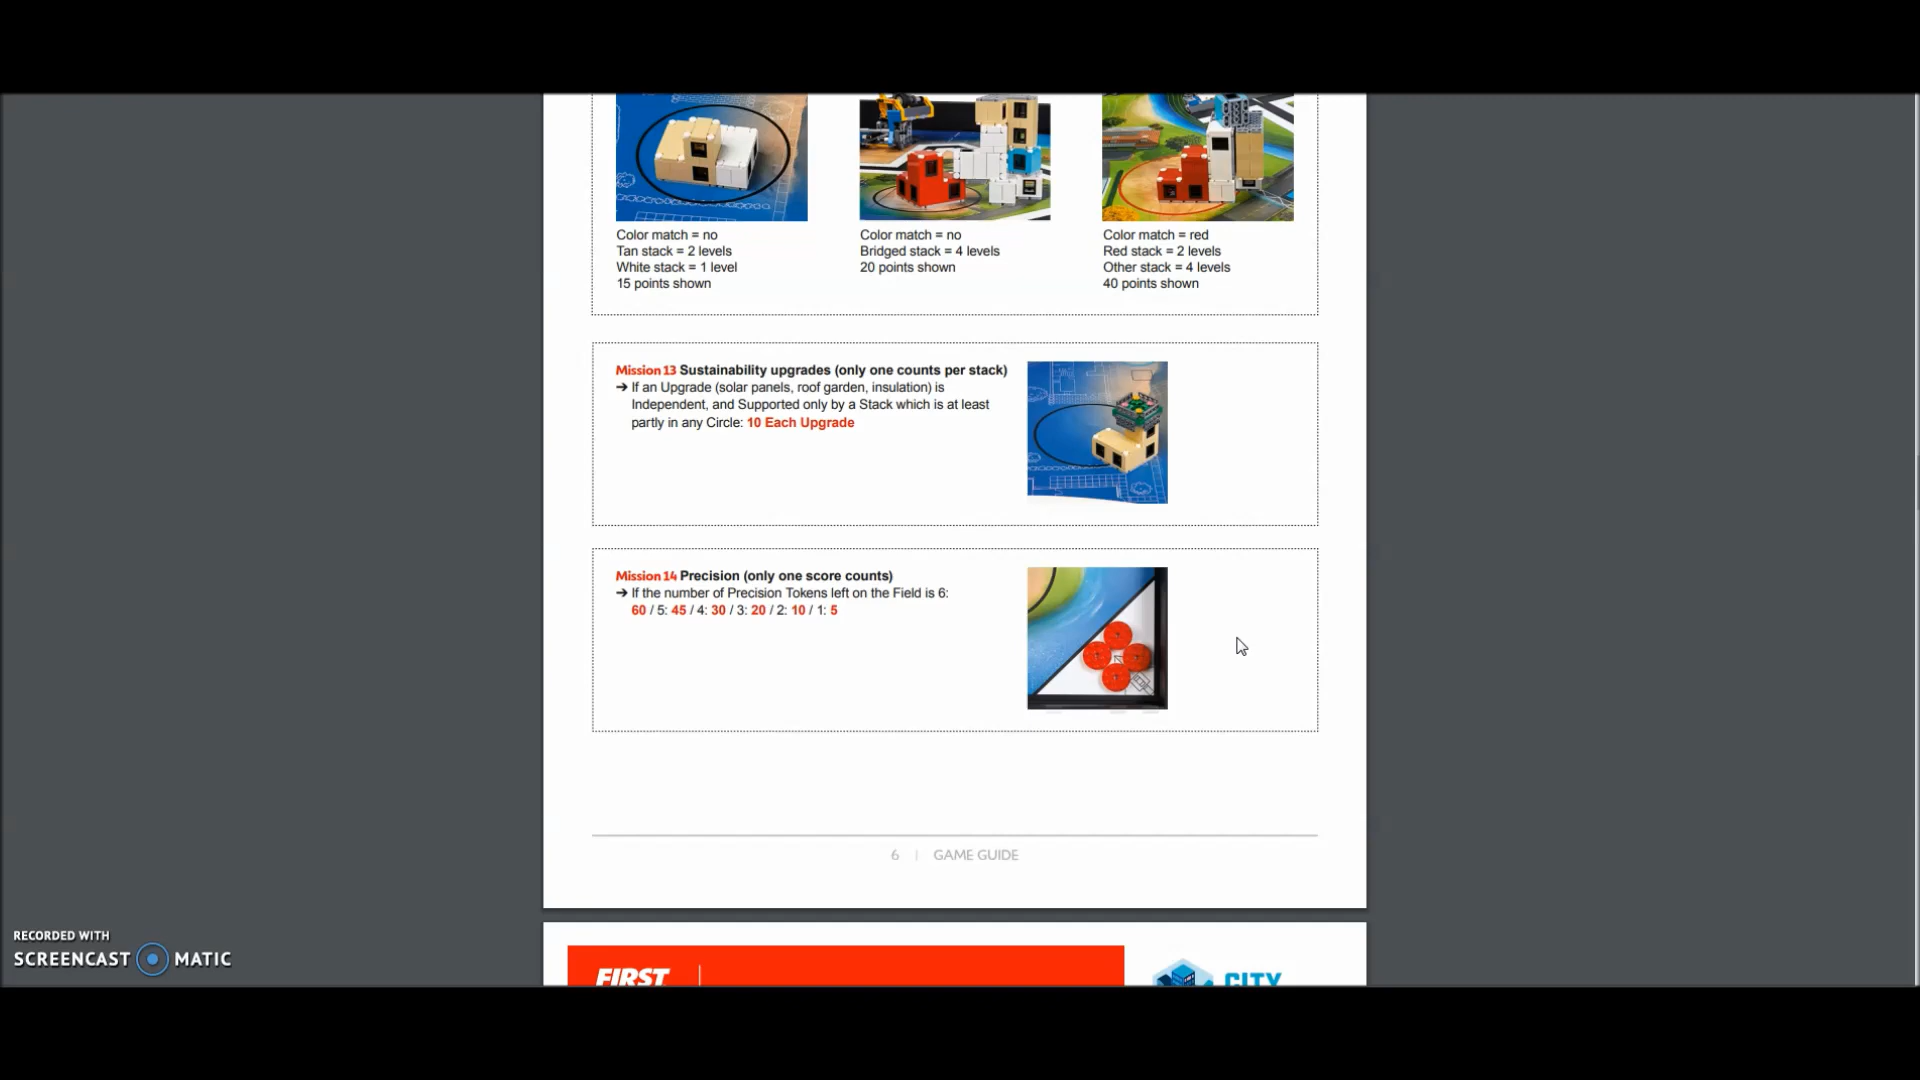 Color match = no
Tan stack = 2 levels
White stack = 1 level
15 points shown
Color match = no
Bridged stack = 4 levels
20 points shown
Color match = red
Red stack = 2 levels
Other stack = 4 levels
40 points shown
Mission 13 Sustainability upgrades (only one counts per stack)
➔ If an Upgrade (solar panels, roof garden, insulation) is
Independent, and Supported only by a Stack which is at least
partly in any Circle: 10 Each Upgrade
Mission 14 Precision (only one score counts)
➔ If the number of Precision Tokens left on the Field is 6:
60 / 5: 45 / 4: 30 / 3: 20 / 2: 10 / 1: 5
6 | GAME GUIDE
RECORDED WITH
SCREENCAST MATIC
FIRST
CITY